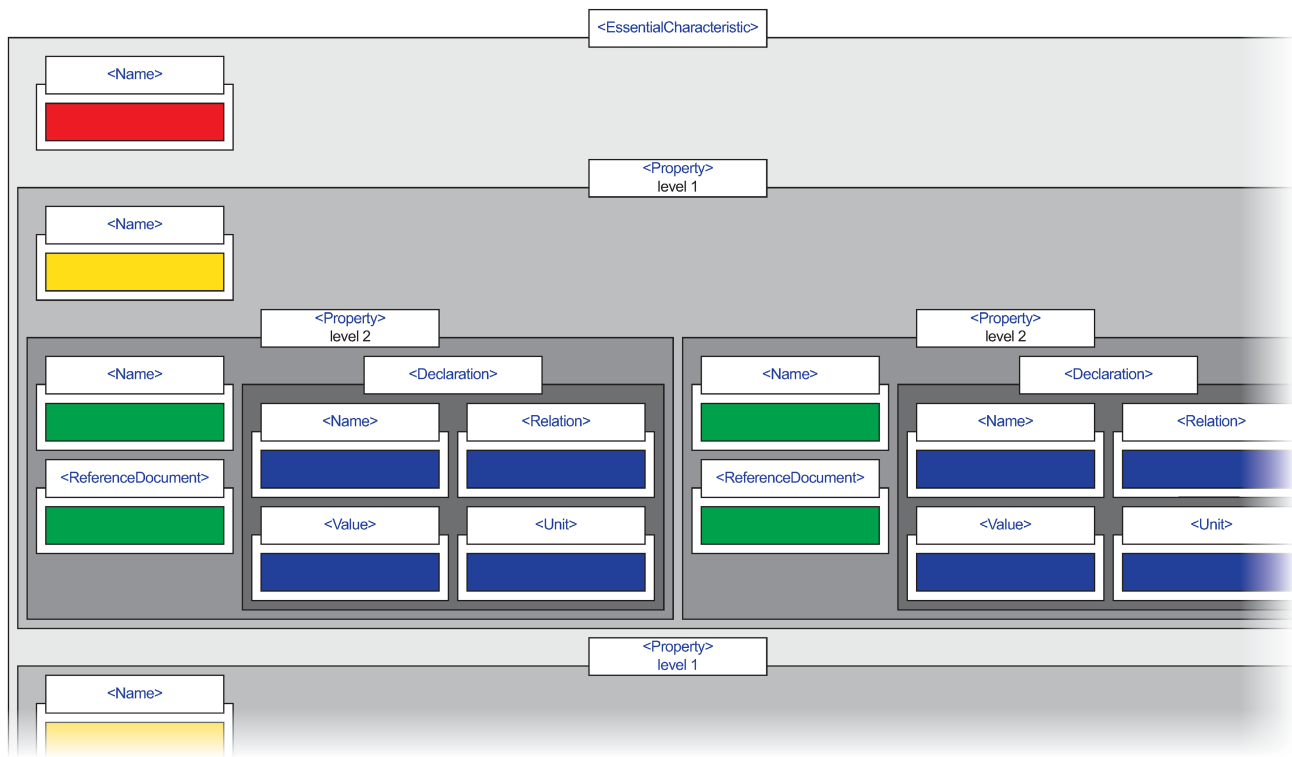 <EssentialCharacteristic>
<Name>
<Property>
level 1
<Name>
<Property>
level 2
<Name>
<Declaration>
<Name>
<Relation>
<ReferenceDocument>
<Value>
<Unit>
<Property>
level 2
<Name>
<Declaration>
<Name>
<Relation>
<ReferenceDocument>
<Value>
<Unit>
<Property>
level 1
<Name>